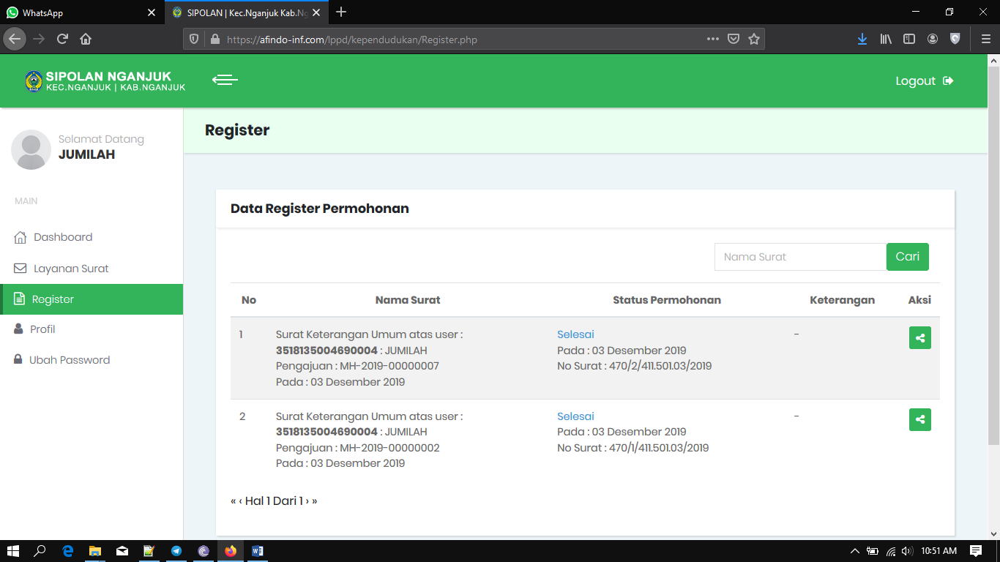 WhatsApp
SIPOLAN | Kec.Nganjuk Kab.Ng
https://afindo-inf.com/lppd/kependudukan/Register.php
SIPOLAN NGANJUK
KEC.NGANJUK | KAB.NGANJUK
Logout
Selamat Datang
JUMILAH
MAIN
Dashboard
Layanan Surat
Register
Profil
Ubah Password
Register
Data Register Permohonan
Nama Surat Cari
No Nama Surat Status Permohonan Keterangan Aksi
1 Surat Keterangan Umum atas user : Selesai -
3518135004690004 : JUMILAH Pada : 03 Desember 2019
Pengajuan : MH-2019-00000007 No Surat : 470/2/411.501.03/2019
Pada : 03 Desember 2019
2 Surat Keterangan Umum atas user : Selesai -
3518135004690004 : JUMILAH Pada : 03 Desember 2019
Pengajuan : MH-2019-00000002 No Surat : 470/1/411.501.03/2019
Pada : 03 Desember 2019
« ‹ Hal 1 Dari 1 › »
10:51 AM